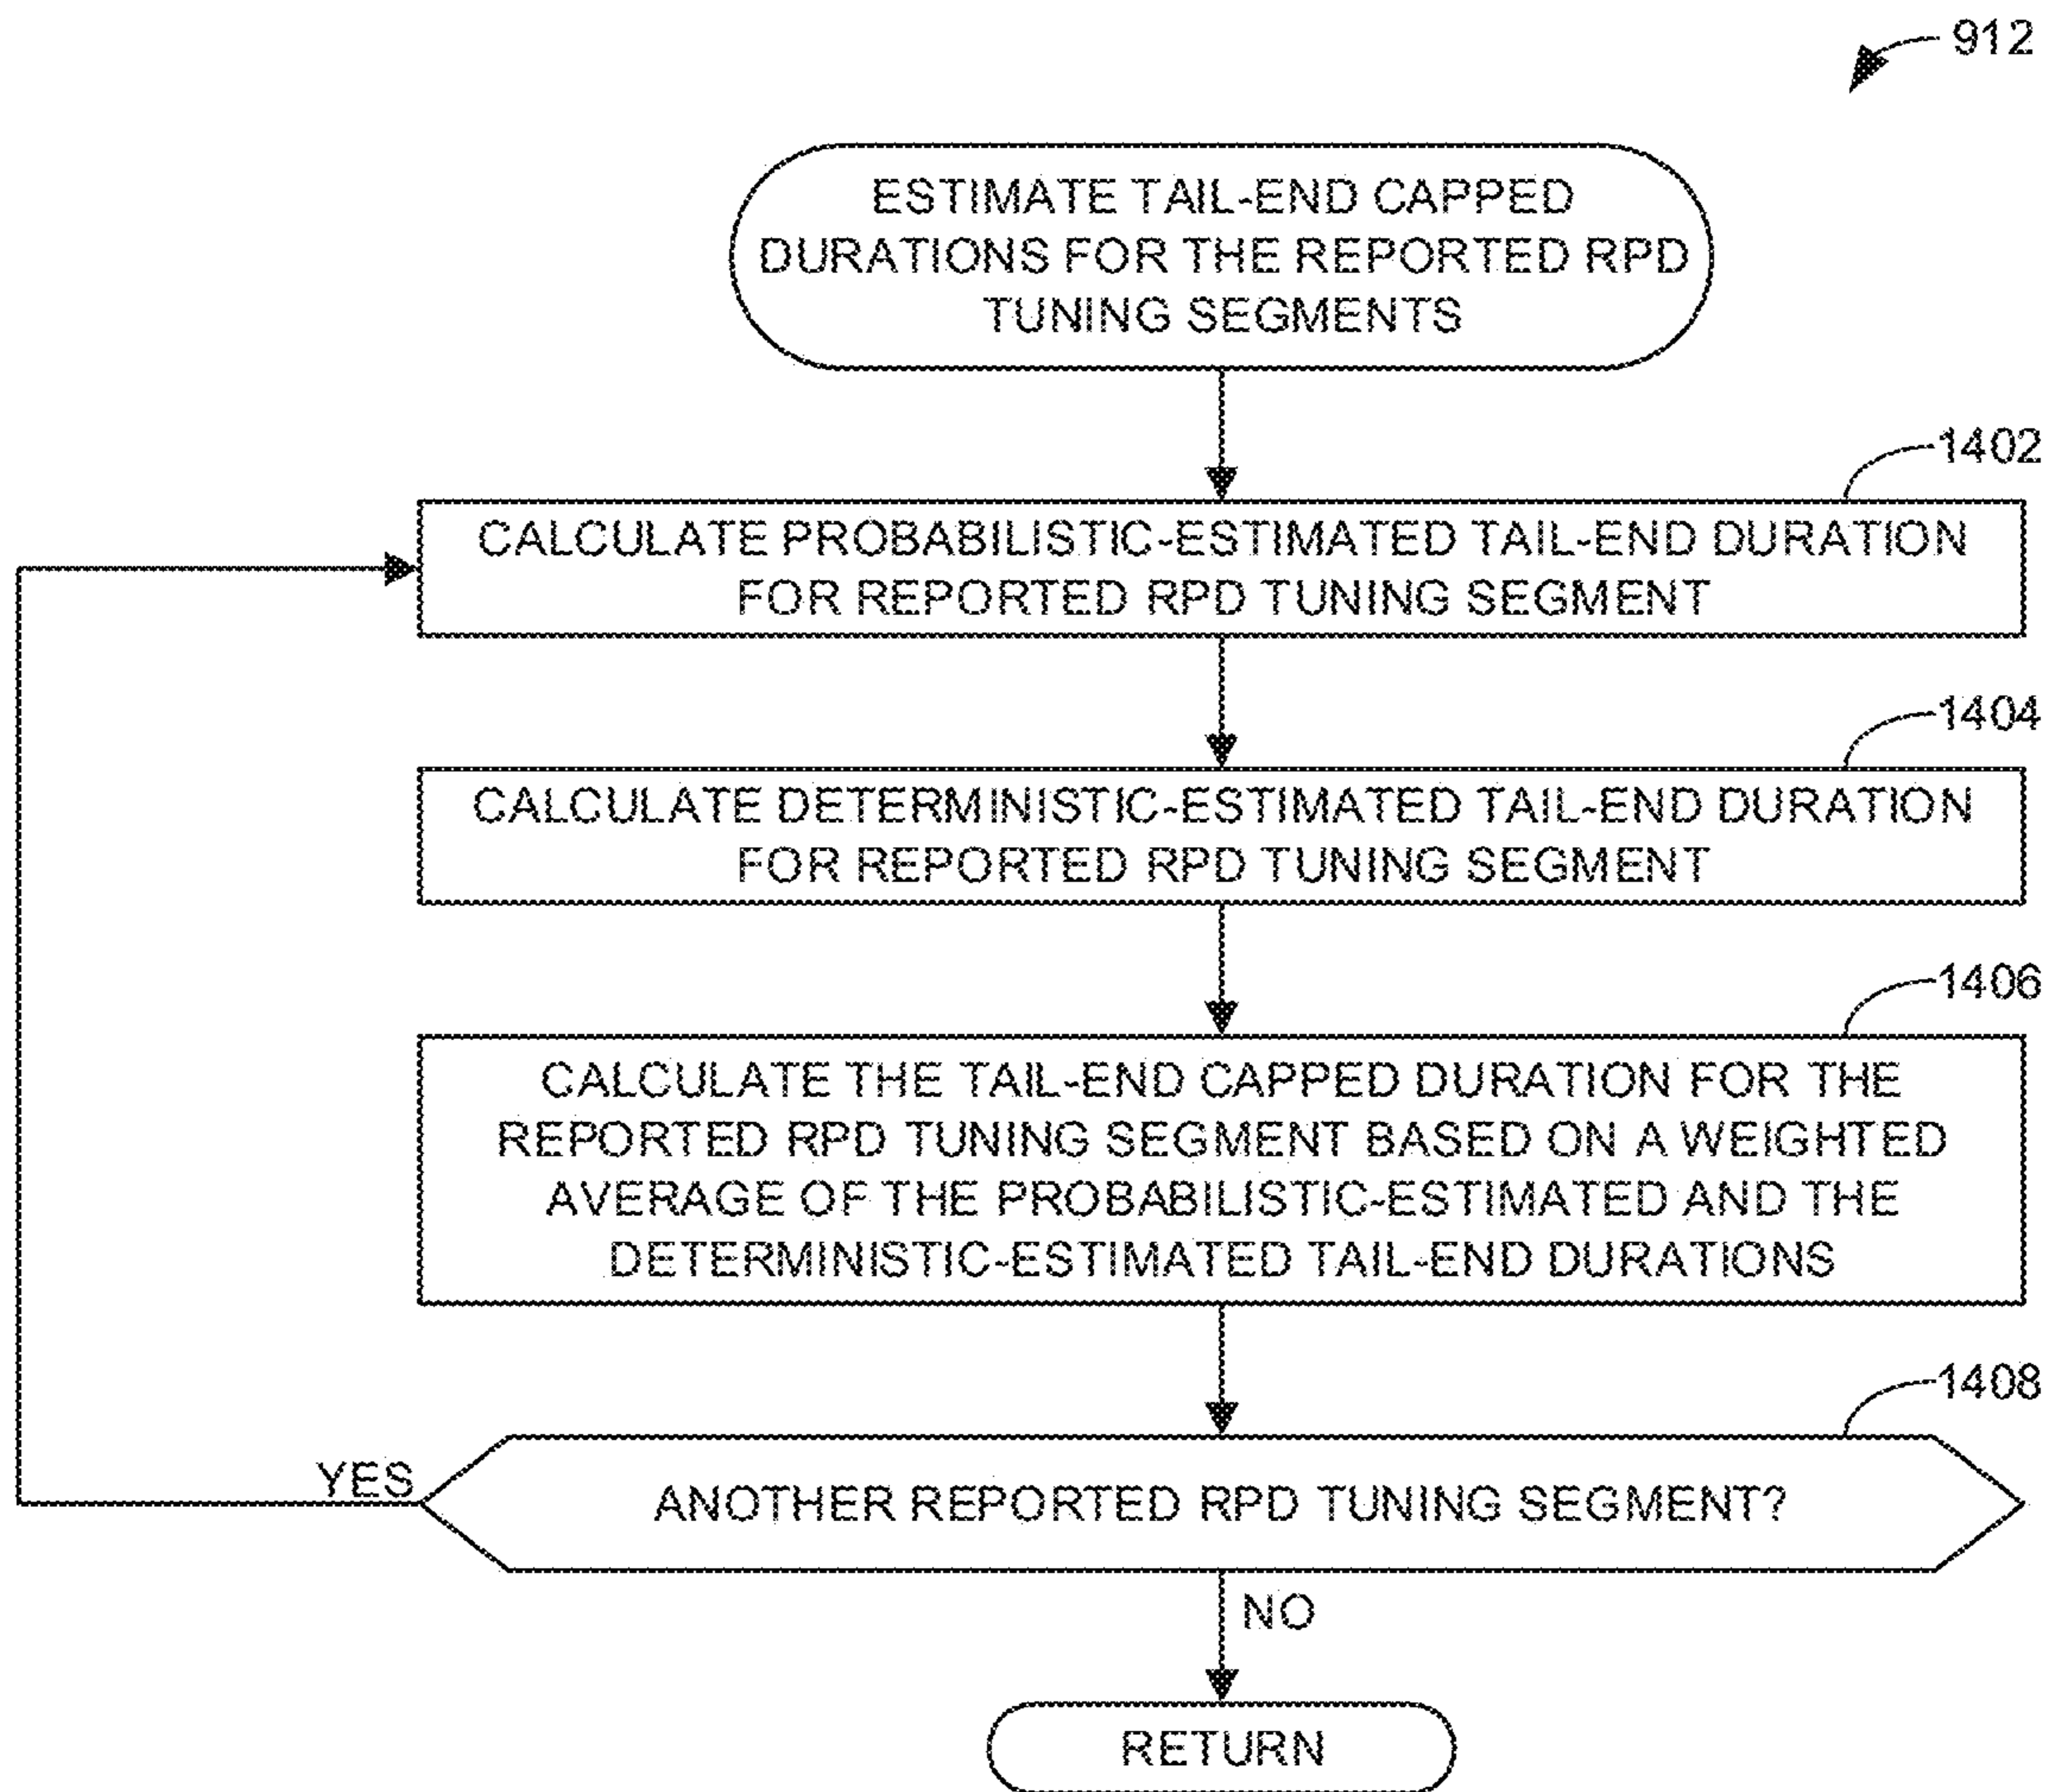 912
ESTIMATE TAIL-END CAPPED
DURATIONS FOR THE REPORTED RPD
TUNING SEGMENTS
1402
CALCULATE PROBABILISTIC-ESTIMATED TAIL-END DURATION
FOR REPORTED RPD TUNING SEGMENT
1404
CALCULATE DETERMINISTIC-ESTIMATED TAIL-END DURATION
FOR REPORTED RPD TUNING SEGMENT
1406
CALCULATE THE TAIL-END CAPPED DURATION FOR THE
REPORTED RPD TUNING SEGMENT BASED ON A WEIGHTED
AVERAGE OF THE PROBABILISTIC-ESTIMATED AND THE
DETERMINISTIC-ESTIMATED TAIL-END DURATIONS
1408
YES
ANOTHER REPORTED RPD TUNING SEGMENT?
NO
RETURN